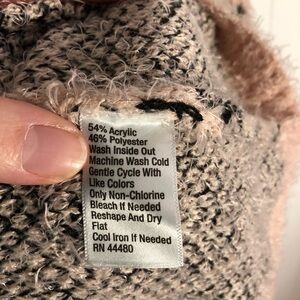 54% Acrylic
46% Polyester
Wash Inside Out
Machine Wash Cold
Gentle Cycle With
Like Colors
Only Non-Chlorine
Bleach If Needed
Reshape And Dry
Flat
Cool Iron If Needed
RN 44480